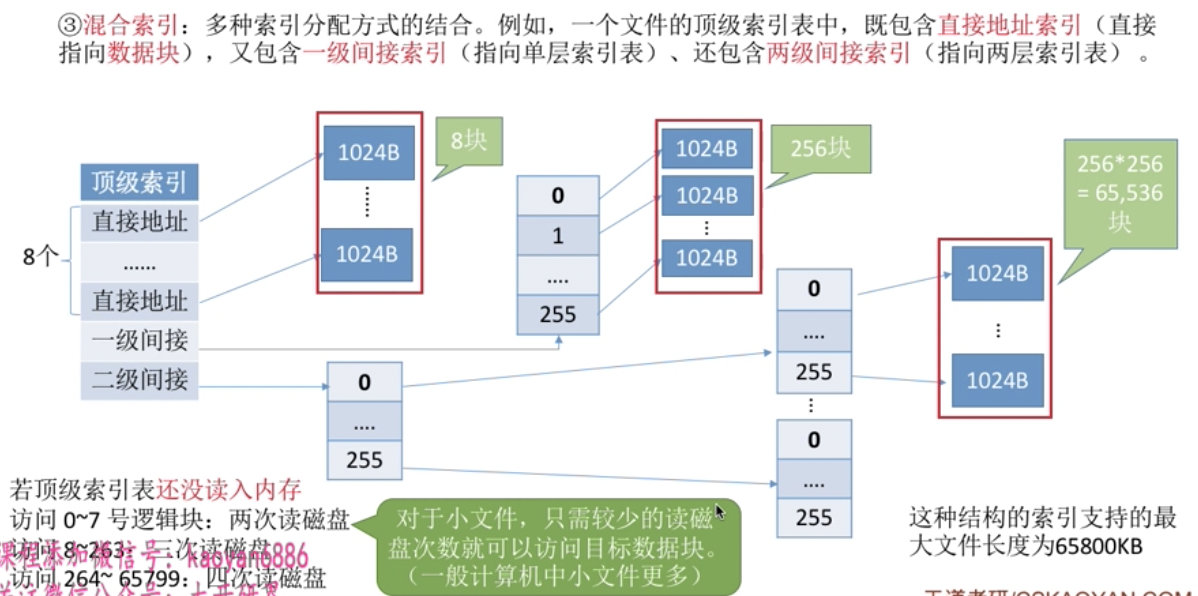 ③混合索引：多种索引分配方式的结合。例如，一个文件的顶级索引表中，既包含直接地址索引（直接
指向数据块），又包含一级间接索引（指向单层索引表）、还包含两级间接索引（指向两层索引表）。
顶级索引
8个
直接地址
......
直接地址
一级间接
二级间接
1024B
1024B
8块
0
1
....
255
1024B
1024B
1024B
256块
0
....
255
0
....
255
0
....
255
1024B
1024B
256*256
= 65,536
块
若顶级索引表还没读入内存
访问 0~7 号逻辑块：两次读磁盘
访问 8~263：三次读磁盘
访问 264~ 65799：四次读磁盘
对于小文件，只需较少的读磁
盘次数就可以访问目标数据块。
（一般计算机中小文件更多）
这种结构的索引支持的最
大文件长度为65800KB
课程添加微信号：kaoyan6886